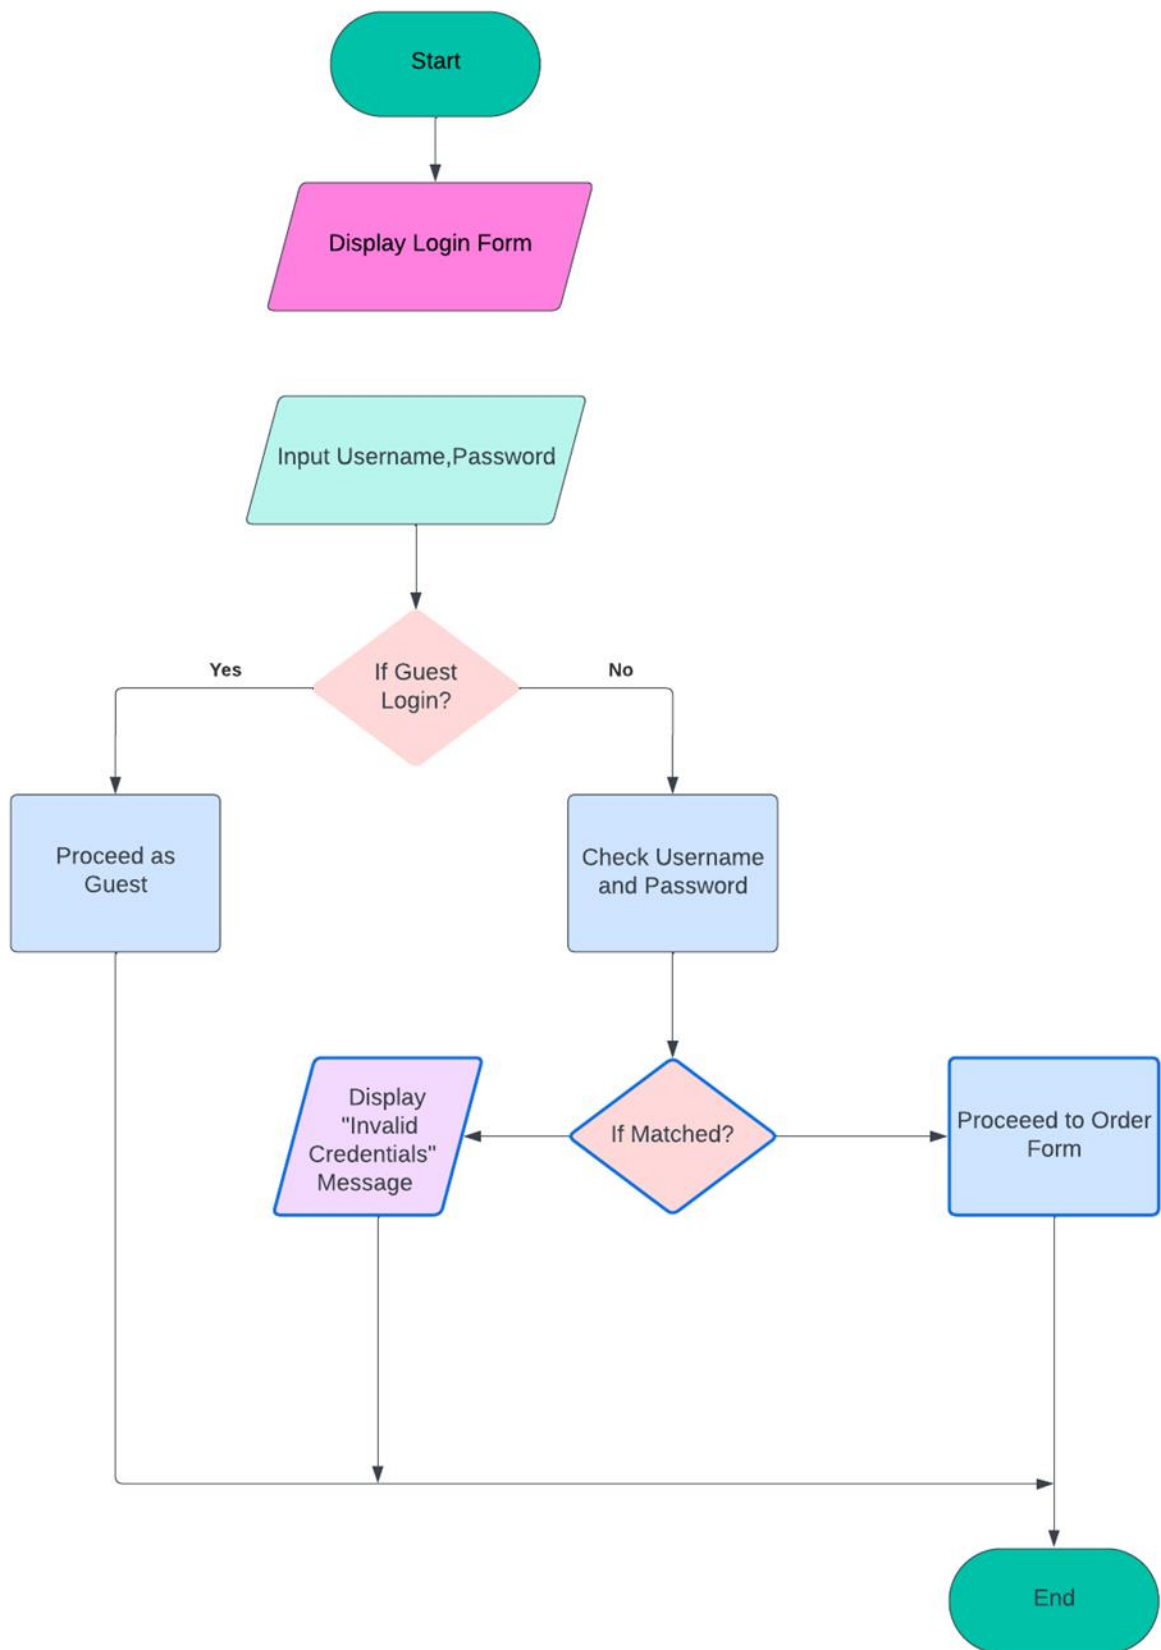 Start
Display Login Form
Input Username,Password
If Guest
Login?
Yes
No
Proceed as
Guest
Check Username
and Password
Display
"Invalid
Credentials"
Message
If Matched?
Proceeed to Order
Form
End